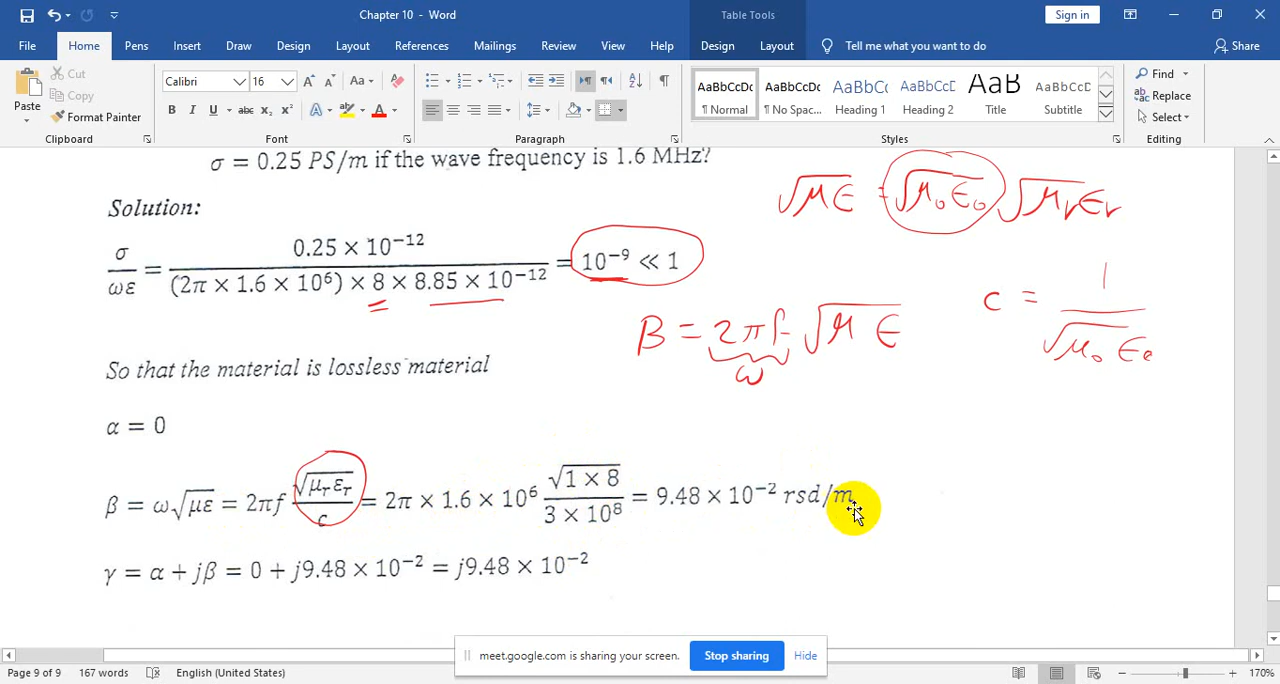 Chapter 10 - Word
Table Tools
Sign in
File Home Pens Insert Draw Design Layout References Mailings Review View Help Design Layout Tell me what you want to do Share
Paste
Cut
Copy
Format Painter
Clipboard
Calibri 16
Aa
B I U abc x₂ x² A A
Font
Paragraph
AaBbCcDc AaBbCcDc AaBbCc AaBbCcC AaB AaBbCcC
¶ Normal ¶ No Spac... Heading 1 Heading 2 Title Subtitle
Styles
Find
Replace
Select
Editing
σ = 0.25 PS/m if the wave frequency is 1.6 MHz?
√με = √μ₀ε₀ √μᵣεᵣ
Solution:
σ/ωε = 0.25 × 10⁻¹² / (2π × 1.6 × 10⁶) × 8 × 8.85 × 10⁻¹² = 10⁻⁹ ≪ 1
c = 1/√μ₀ε₀
β = 2πf √μ ε
ω
So that the material is lossless material
α = 0
β = ω√με = 2πf √μᵣεᵣ/c = 2π × 1.6 × 10⁶ √1 × 8 / 3 × 10⁸ = 9.48 × 10⁻² rsd/m
γ = α + jβ = 0 + j9.48 × 10⁻² = j9.48 × 10⁻²
meet.google.com is sharing your screen. Stop sharing Hide
Page 9 of 9 167 words English (United States) 170%